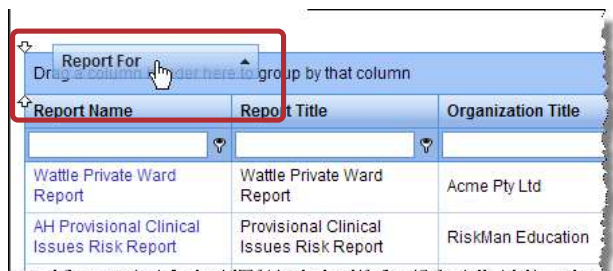 Report For
Drag a column header here to group by that column
Report Name Report Title Organization Title
Wattle Private Ward Wattle Private Ward Acme Pty Ltd
Report Report
AH Provisional Clinical Provisional Clinical RiskMan Education
Issues Risk Report Issues Risk Report